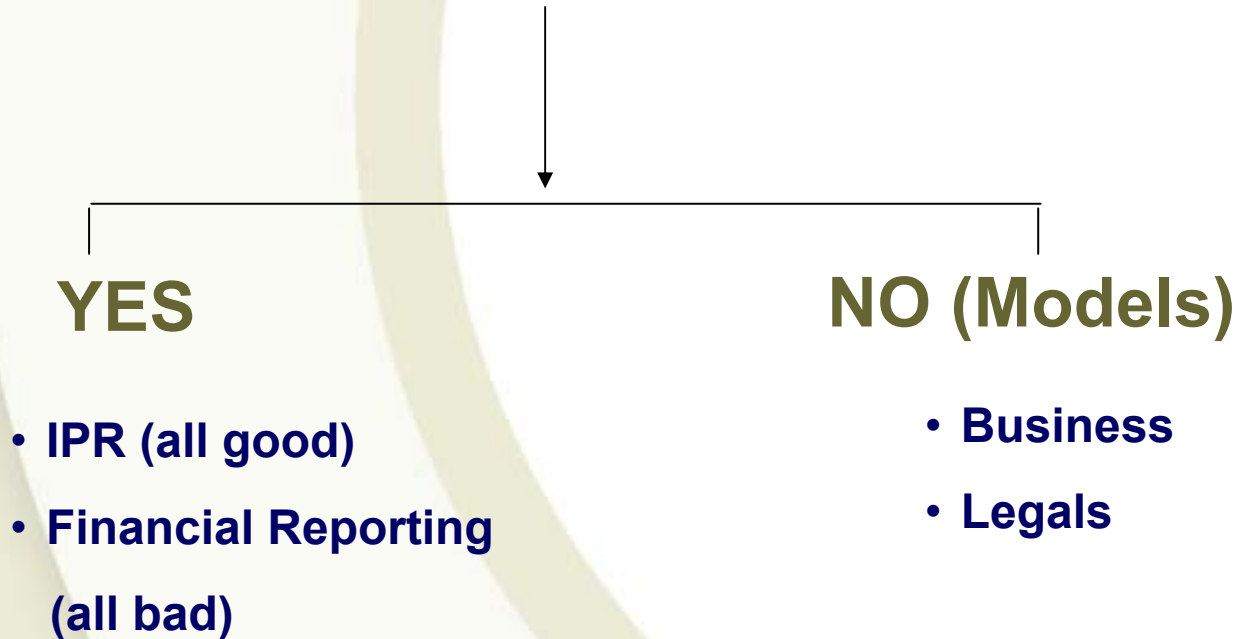 YES
• IPR (all good)
• Financial Reporting
(all bad)
NO (Models)
• Business
• Legals